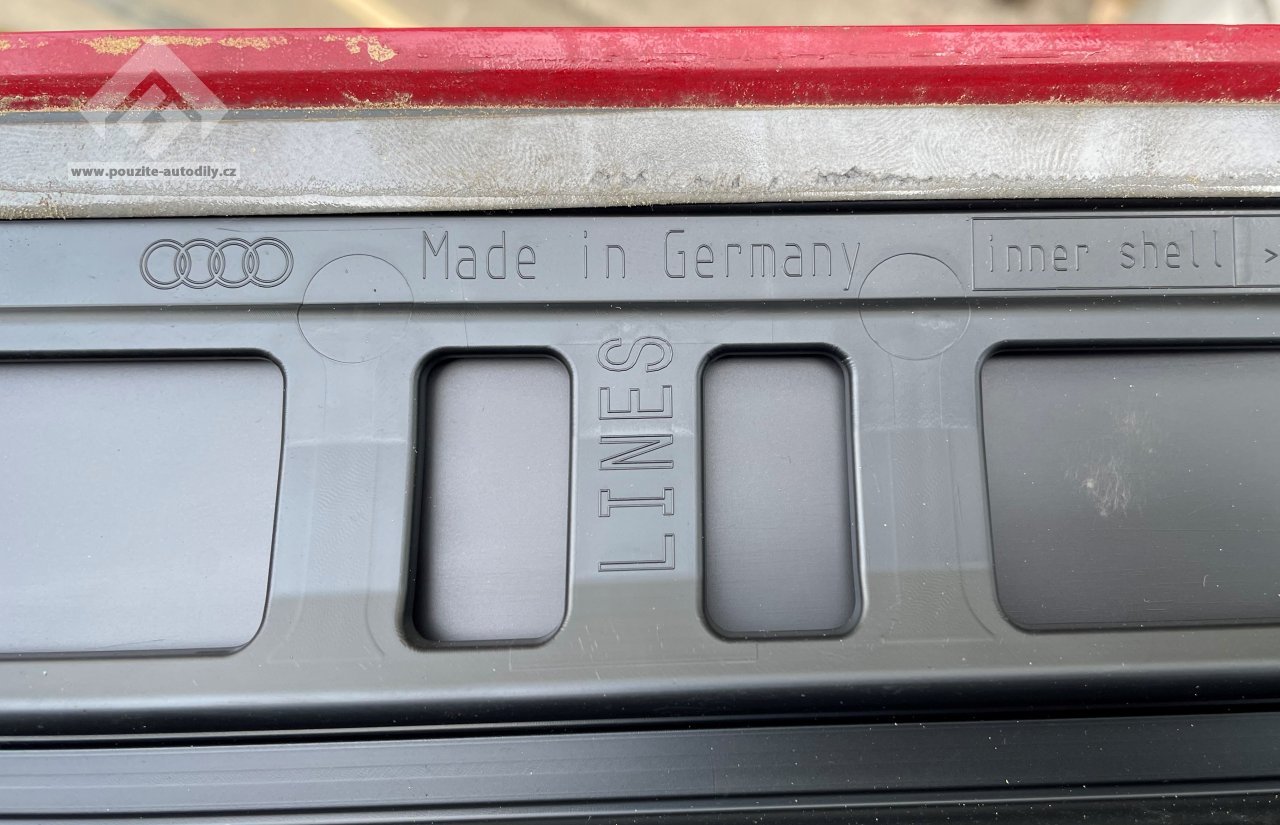 www.pouzite-autodily.cz
Made in Germany
inner shell
>
LINES